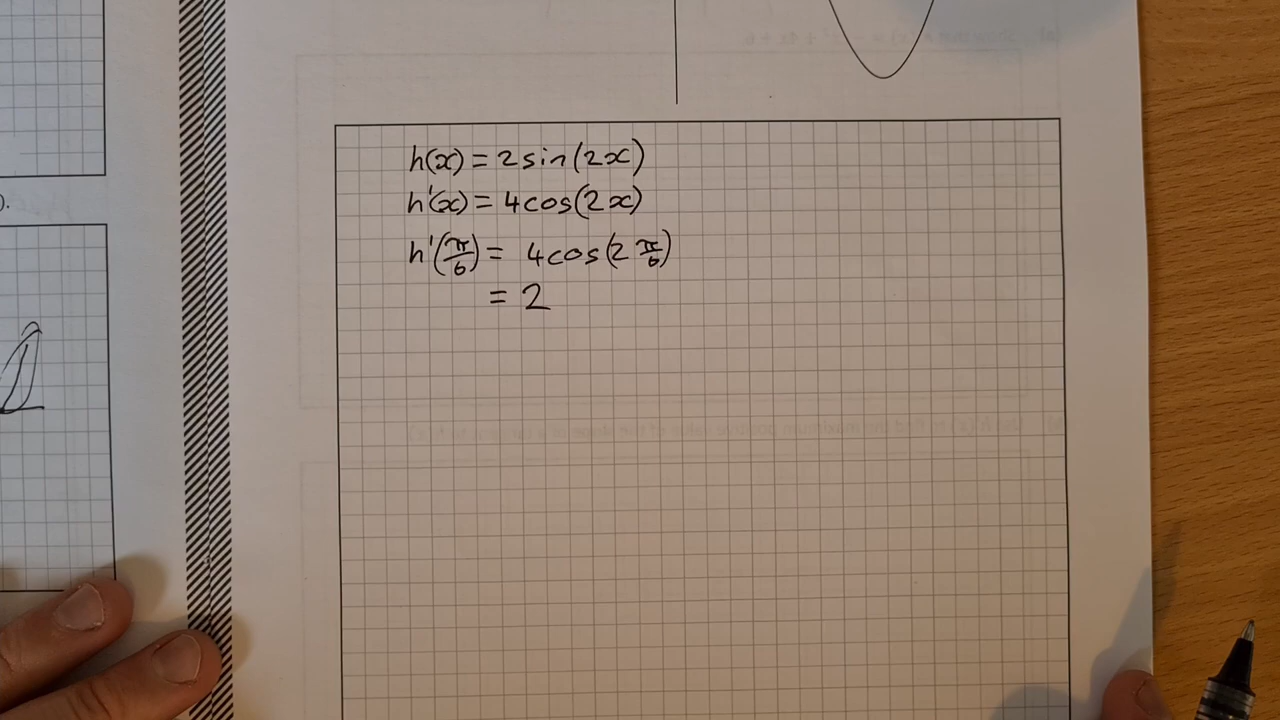 h(x) = 2sin(2x)
h'(x) = 4cos(2x)
h'(π/6) = 4cos(2 π/6)
= 2
).